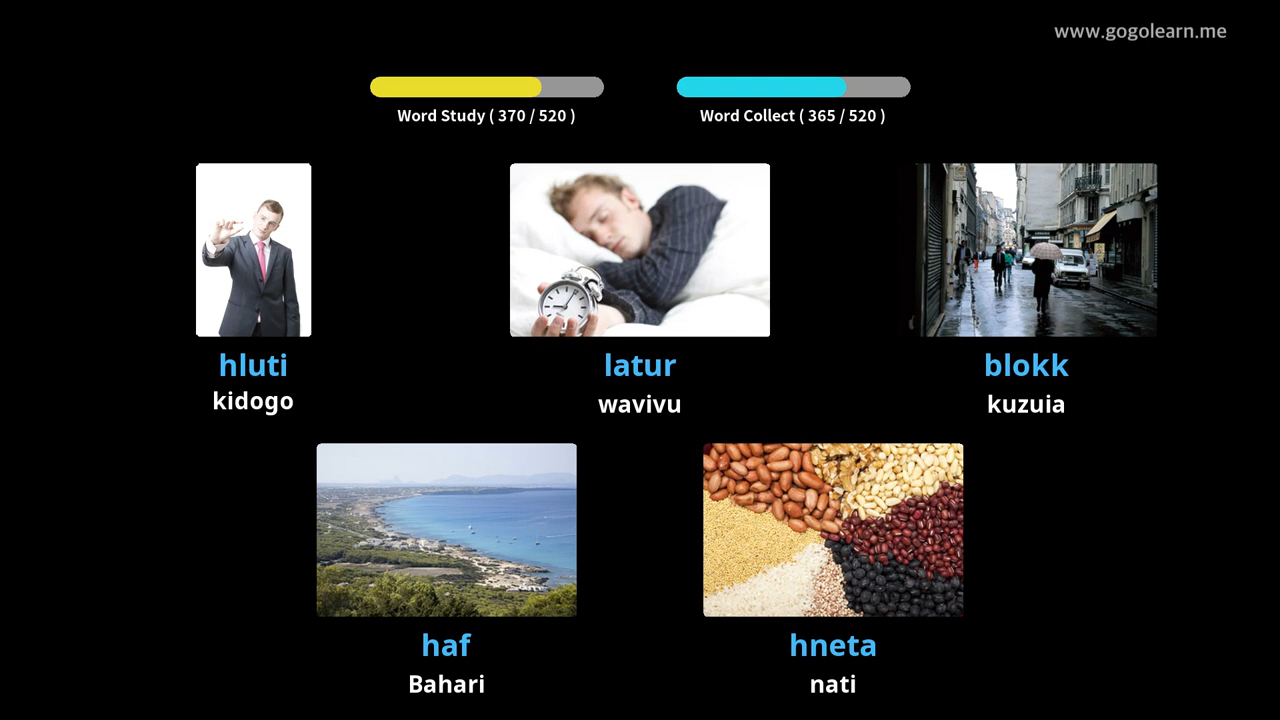 www.gogolearn.me
Word Study ( 370 / 520 )
Word Collect ( 365 / 520 )
hluti
kidogo
latur
wavivu
blokk
kuzuia
haf
Bahari
hneta
nati